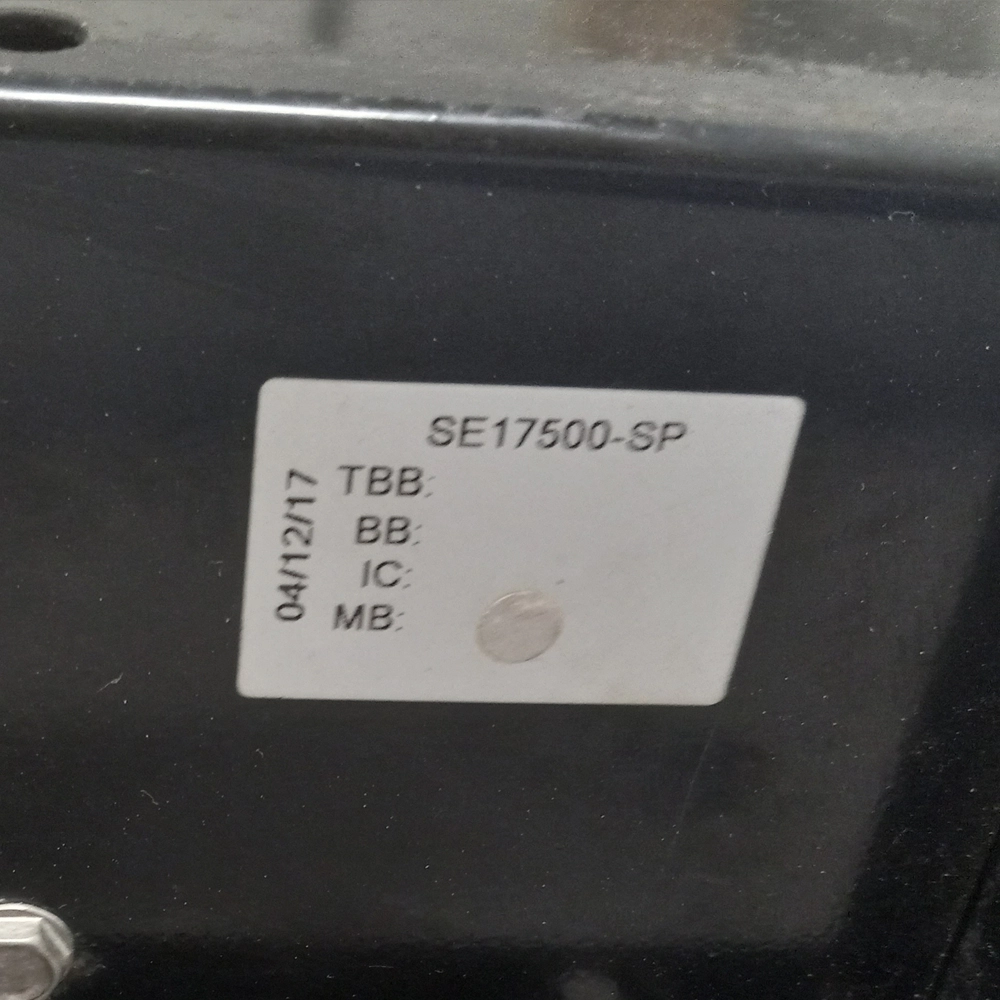 SE17500-SP
TBB:
BB:
IC:
MB:
04/12/17